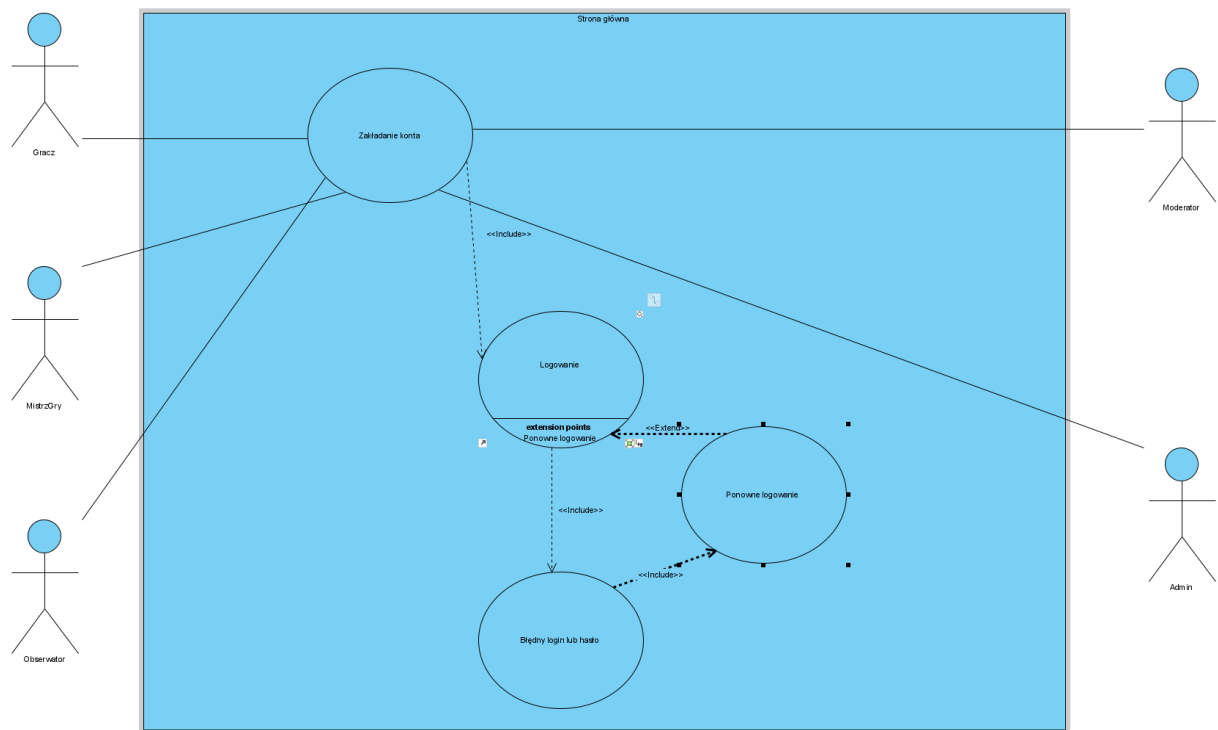 Strona główna
Zakładanie konta
Gracz
Moderator
<<Include>>
Logowanie
MistrzGry
extension points
Ponowne logowanie
<<Extend>>
Ponowne logowanie
<<Include>>
<<Include>>
Admin
Błędny login lub hasło
Obserwator